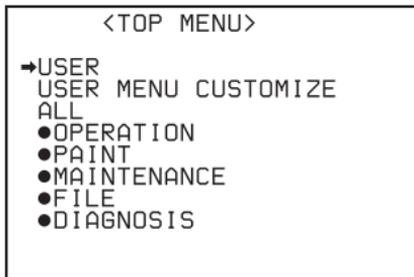 <TOP MENU>
➡USER
USER MENU CUSTOMIZE
ALL
●OPERATION
●PAINT
●MAINTENANCE
●FILE
●DIAGNOSIS